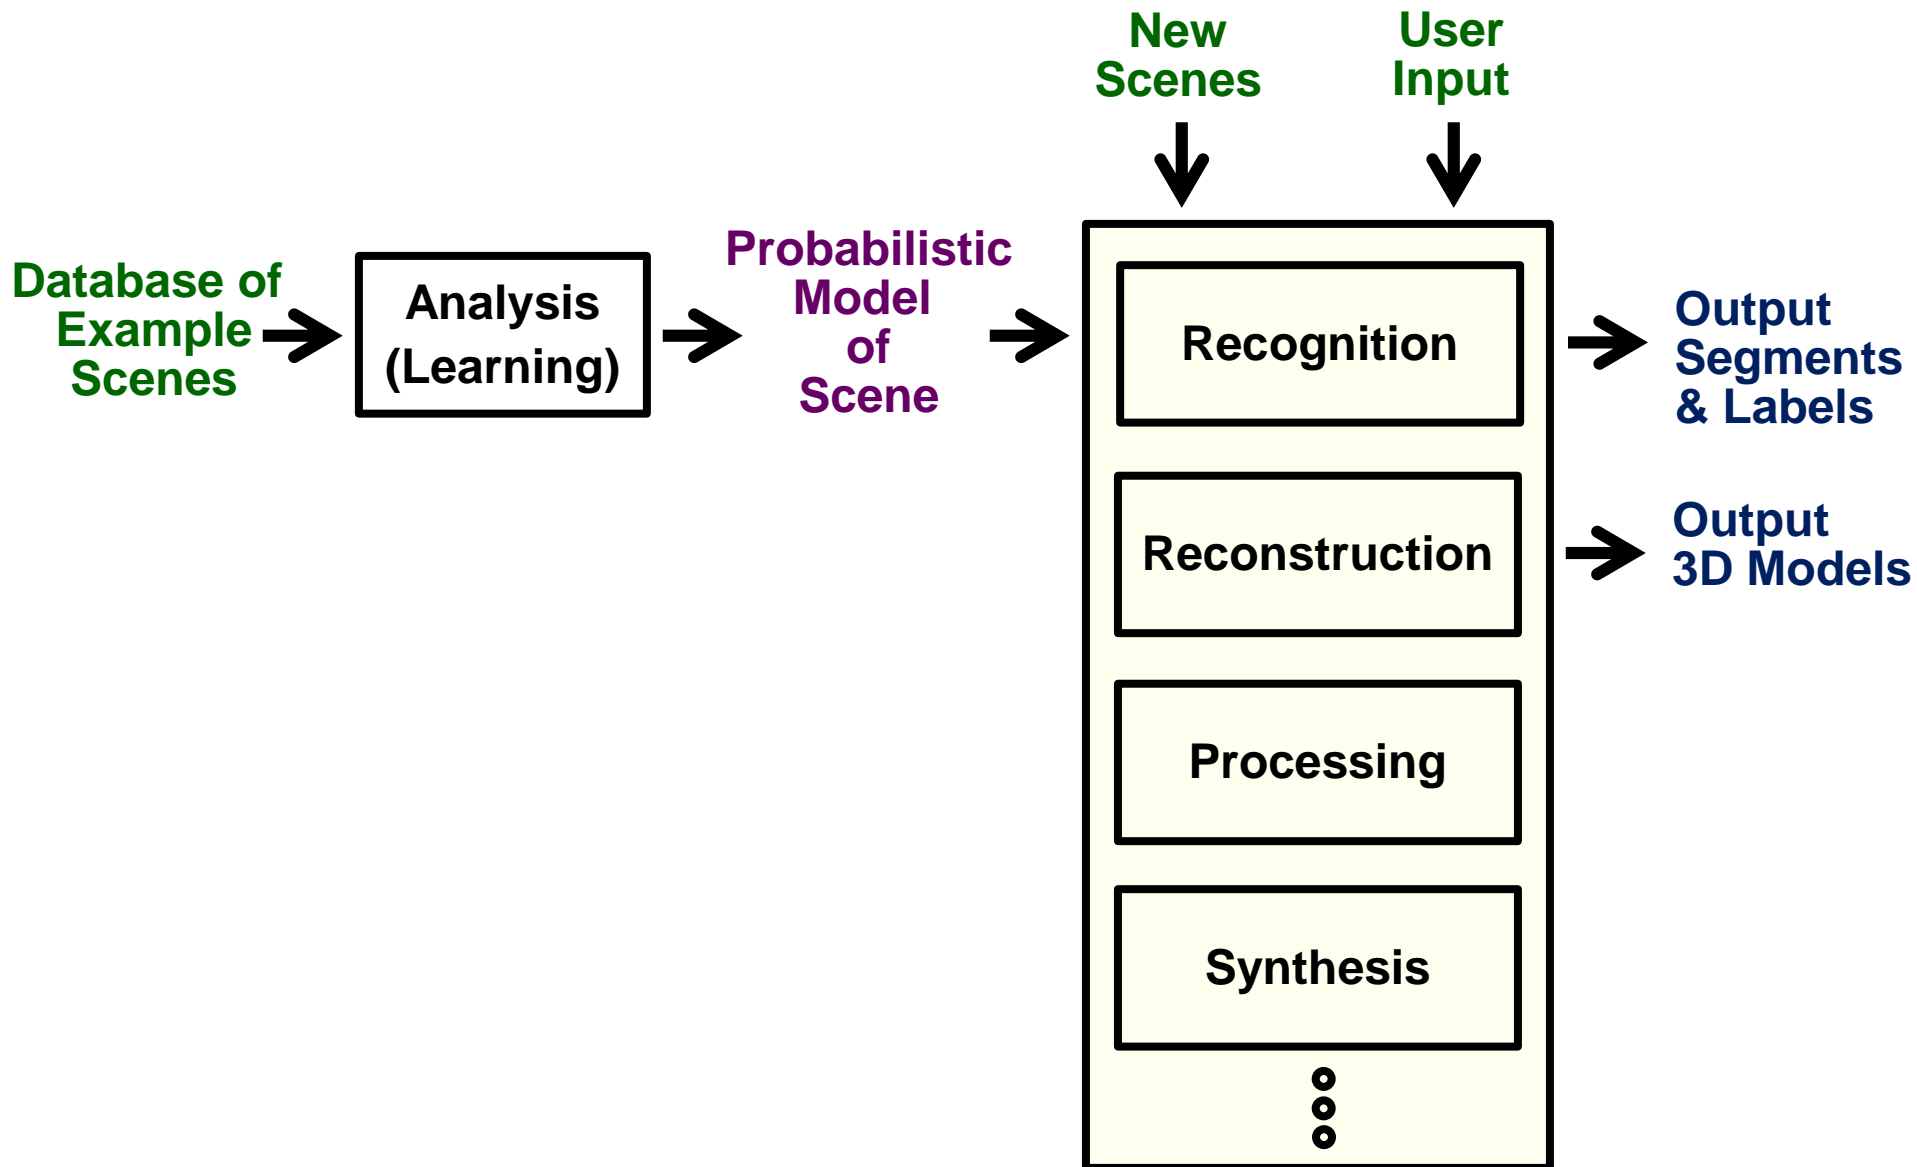 New
Scenes
User
Input
Database of
Example
Scenes
Analysis
(Learning)
Probabilistic
Model
of
Scene
Recognition
Output
Segments
& Labels
Reconstruction
Output
3D Models
Processing
Synthesis